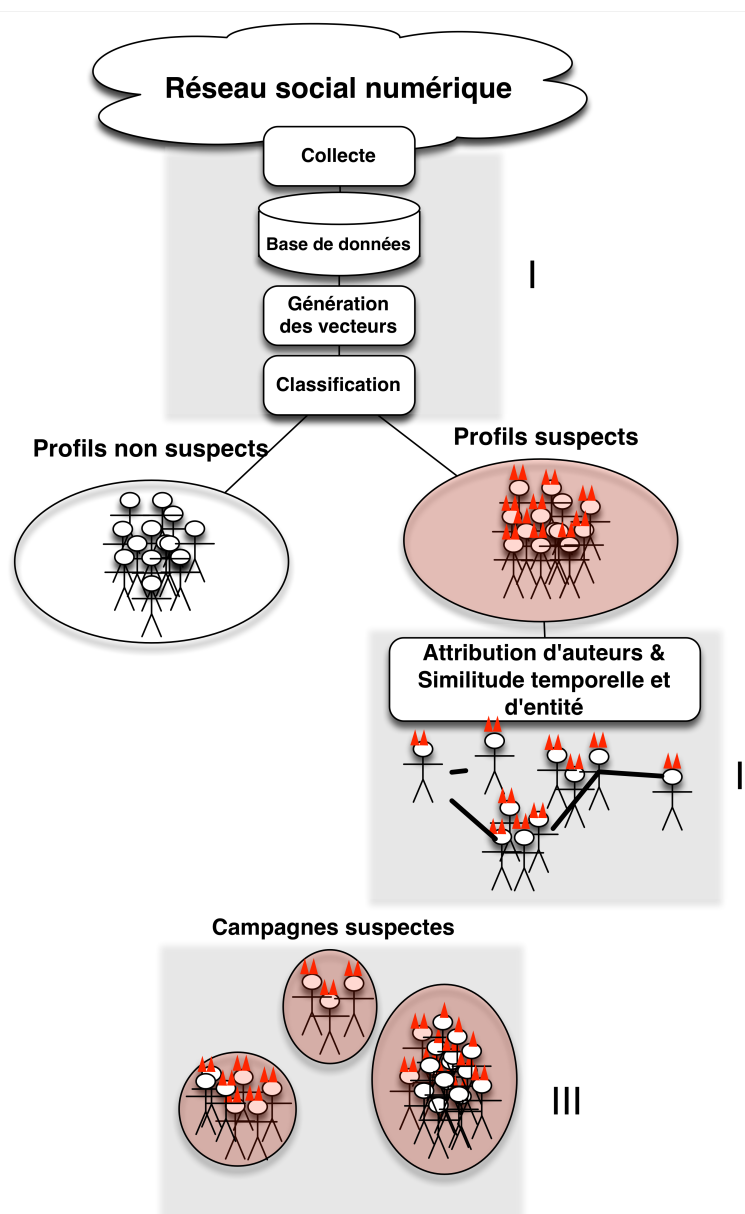 Réseau social numérique
Collecte
Base de données
I
Génération
des vecteurs
Classification
Profils non suspects
Profils suspects
Attribution d'auteurs &
Similitude temporelle et
d'entité
I
Campagnes suspectes
III